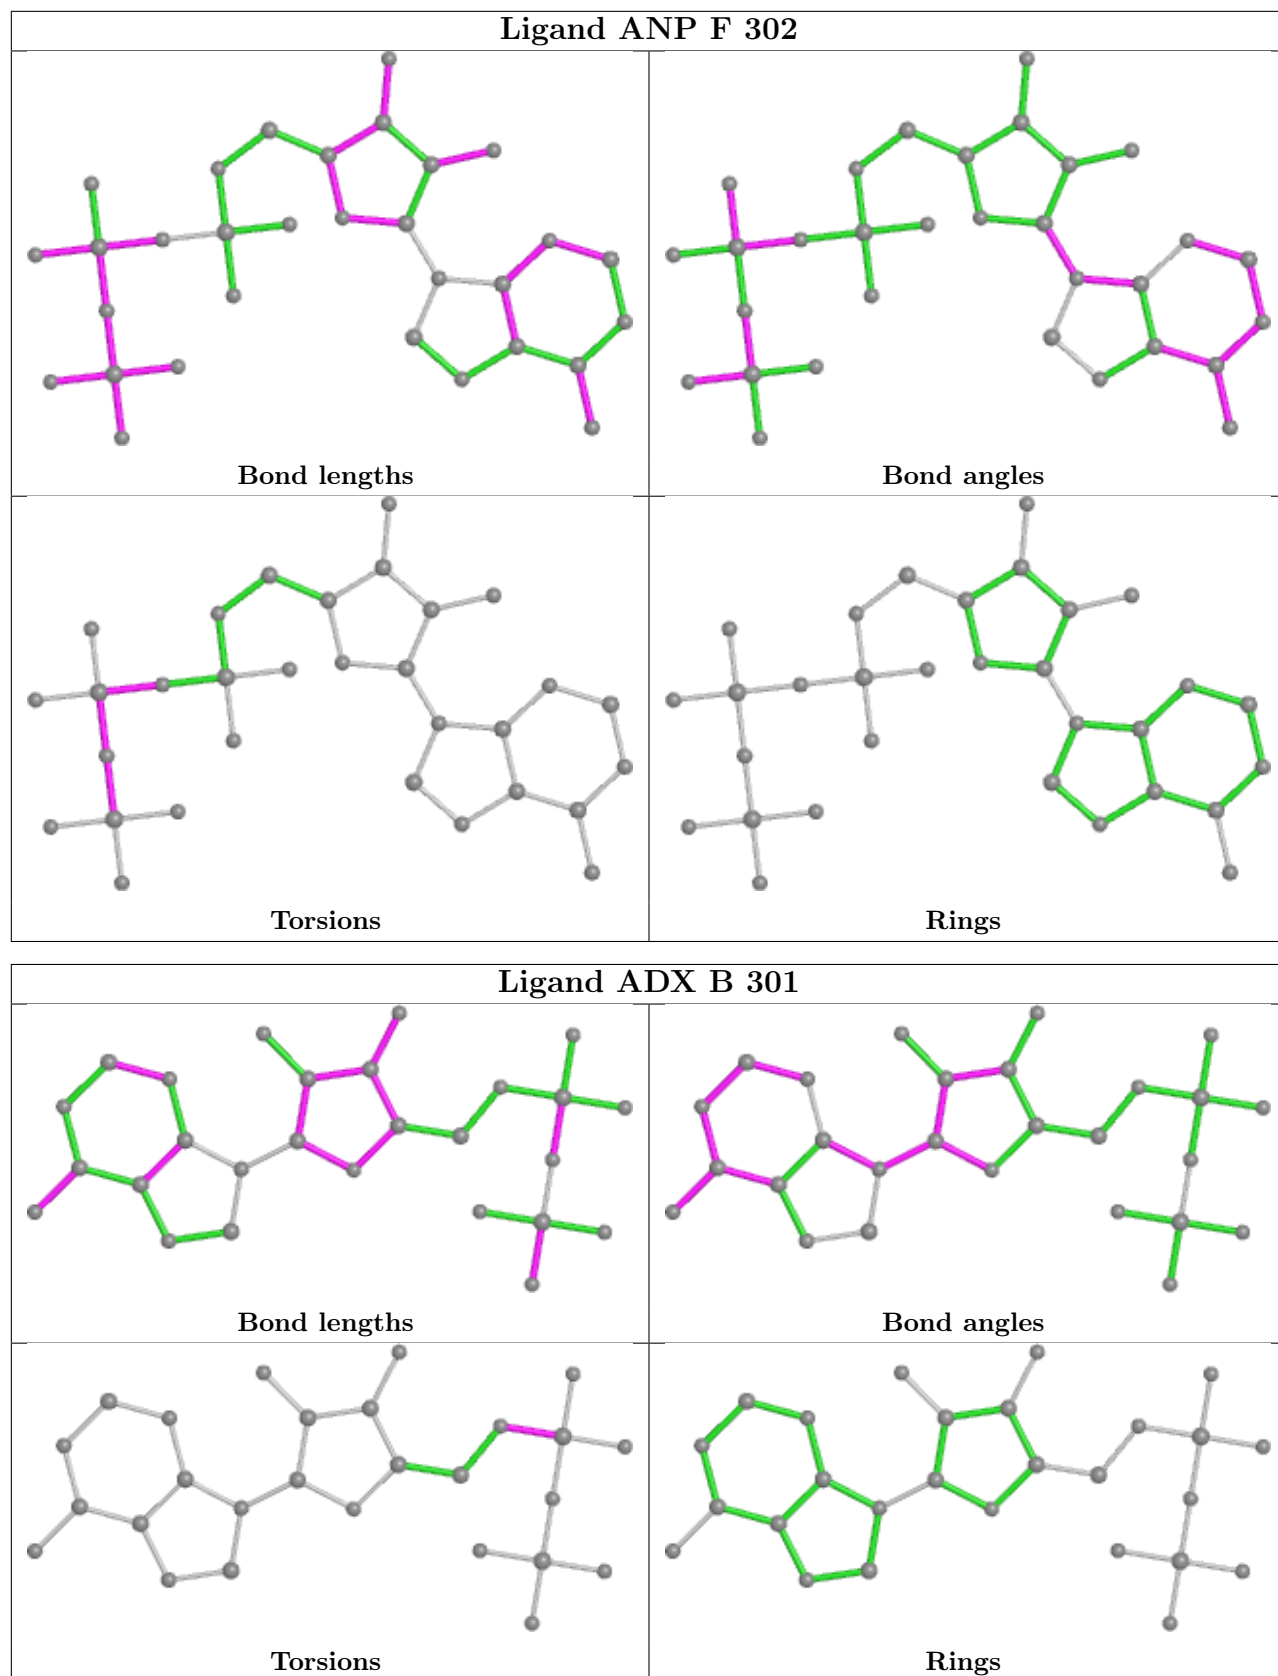 Ligand ANP F 302
Bond lengths
Bond angles
Torsions
Rings
Ligand ADX B 301
Bond lengths
Bond angles
Torsions
Rings